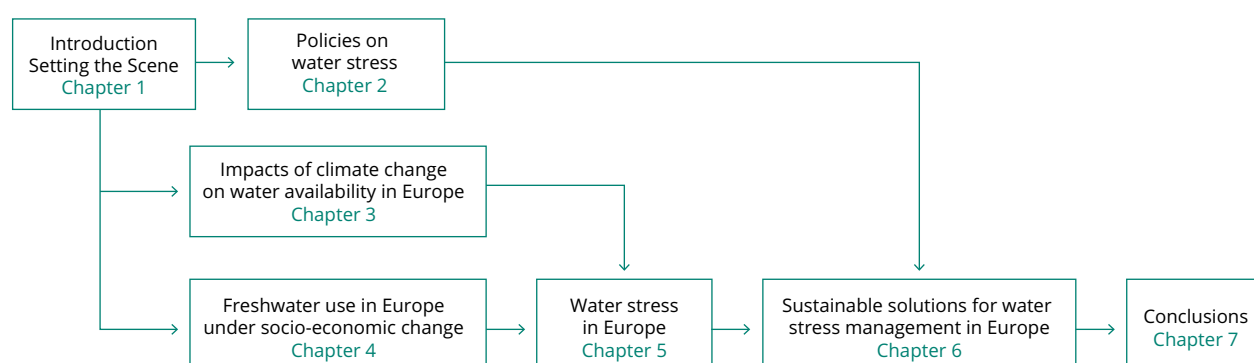 Introduction
Setting the Scene
Chapter 1
Policies on
water stress
Chapter 2
Impacts of climate change
on water availability in Europe
Chapter 3
Freshwater use in Europe
under socio-economic change
Chapter 4
Water stress
in Europe
Chapter 5
Sustainable solutions for water
stress management in Europe
Chapter 6
Conclusions
Chapter 7